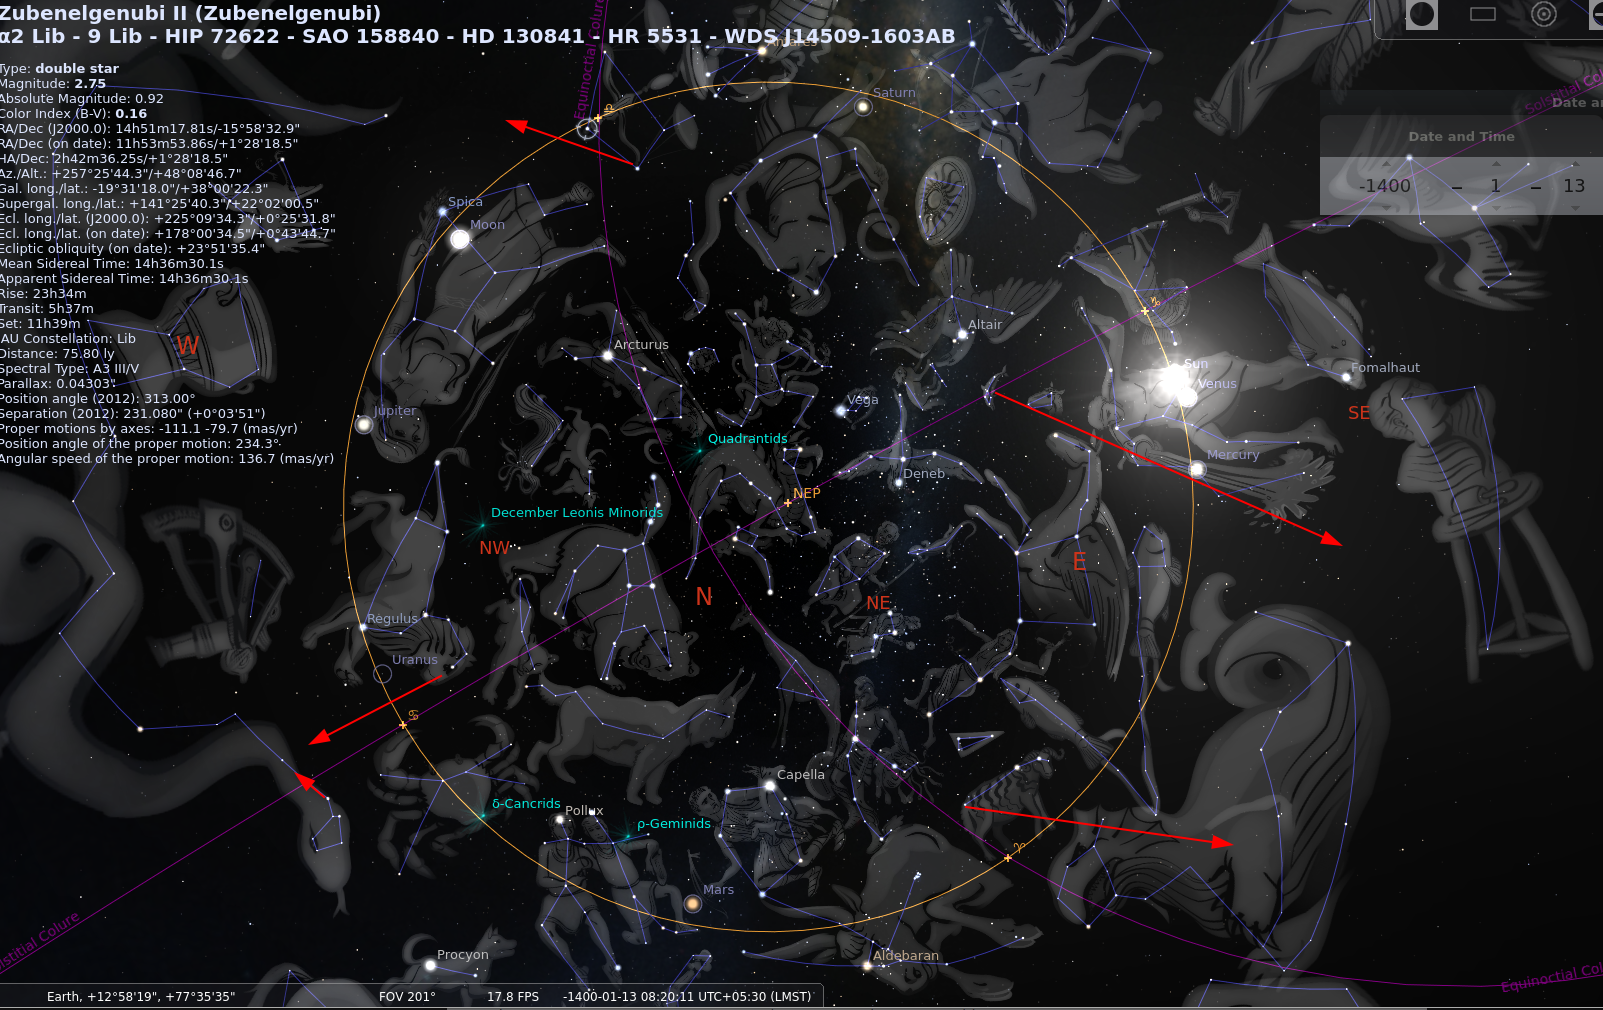 Zubenelgenubi II (Zubenelgenubi)
α2 Lib - 9 Lib - HIP 72622 - SAO 158840 - HD 130841 - HR 5531 - WDS J14509-1603AB
Type: double star
Magnitude: 2.75
Absolute Magnitude: 0.92
Color Index (B-V): 0.16
RA/Dec (J2000.0): 14h51m17.81s/-15°58'32.9"
RA/Dec (on date): 11h53m53.86s/+1°28'18.5"
HA/Dec: 2h42m36.25s/+1°28'18.5"
Az./Alt.: +257°25'44.3"/+48°08'46.7"
Gal. long./lat.: -19°31'18.0"/+38°00'22.3"
Supergal. long./lat.: +141°25'40.3"/+22°02'00.5"
Ecl. long./lat. (J2000.0): +225°09'34.3"/+0°25'31.8"
Ecl. long./lat. (on date): +178°00'34.5"/+0°43'44.7"
Ecliptic obliquity (on date): +23°51'35.4"
Mean Sidereal Time: 14h36m30.1s
Apparent Sidereal Time: 14h36m30.1s
Rise: 23h34m
Transit: 5h37m
Set: 11h39m
IAU Constellation: Lib
Distance: 75.80 ly
Spectral Type: A3 III/V
Parallax: 0.04303"
Position angle (2012): 313.00°
Separation (2012): 231.080" (+0°03'51")
Proper motions by axes: -111.1 -79.7 (mas/yr)
Position angle of the proper motion: 234.3°
Angular speed of the proper motion: 136.7 (mas/yr)
Equinoctial Colure
Antares
Saturn
♎
Solstitial Colure
Date and Time
-1400 – 1 – 13
Spica
Moon
Altair
♑
W
Arcturus
Sun
Venus
Fomalhaut
SE
Jupiter
Vega
Quadrantids
Mercury
Deneb
NEP
December Leonis Minorids
NW
E
N
NE
Regulus
Uranus
♋
Capella
δ-Cancrids
Pollux
ρ-Geminids
♈
Mars
Procyon
Aldebaran
Solstitial Colure
Equinoctial Colure
Earth, +12°58'19", +77°35'35"
FOV 201°
17.8 FPS
-1400-01-13 08:20:11 UTC+05:30 (LMST)